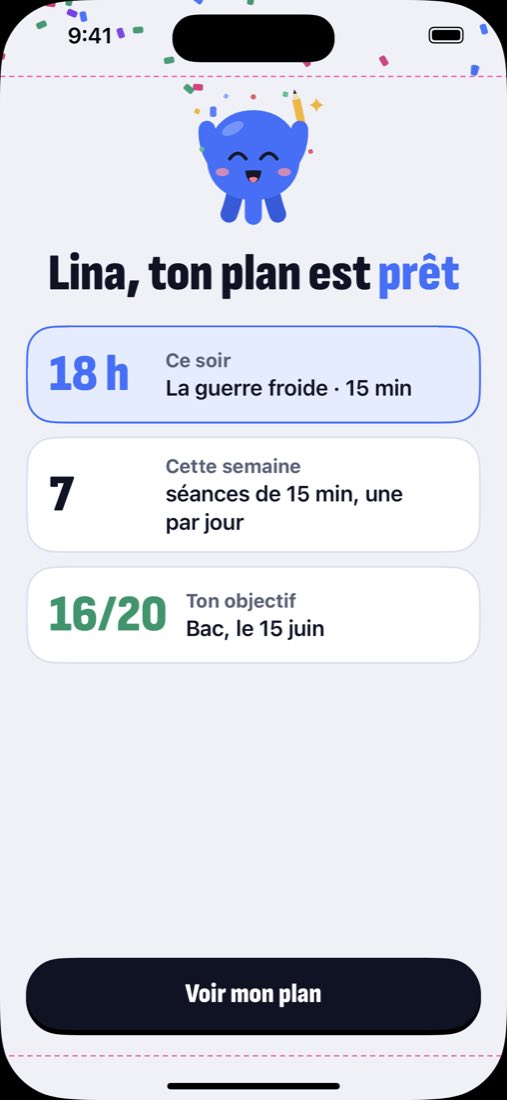 9:41
Lina, ton plan est prêt
18 h
Ce soir
La guerre froide · 15 min
7
Cette semaine
séances de 15 min, une
par jour
16/20
Ton objectif
Bac, le 15 juin
Voir mon plan